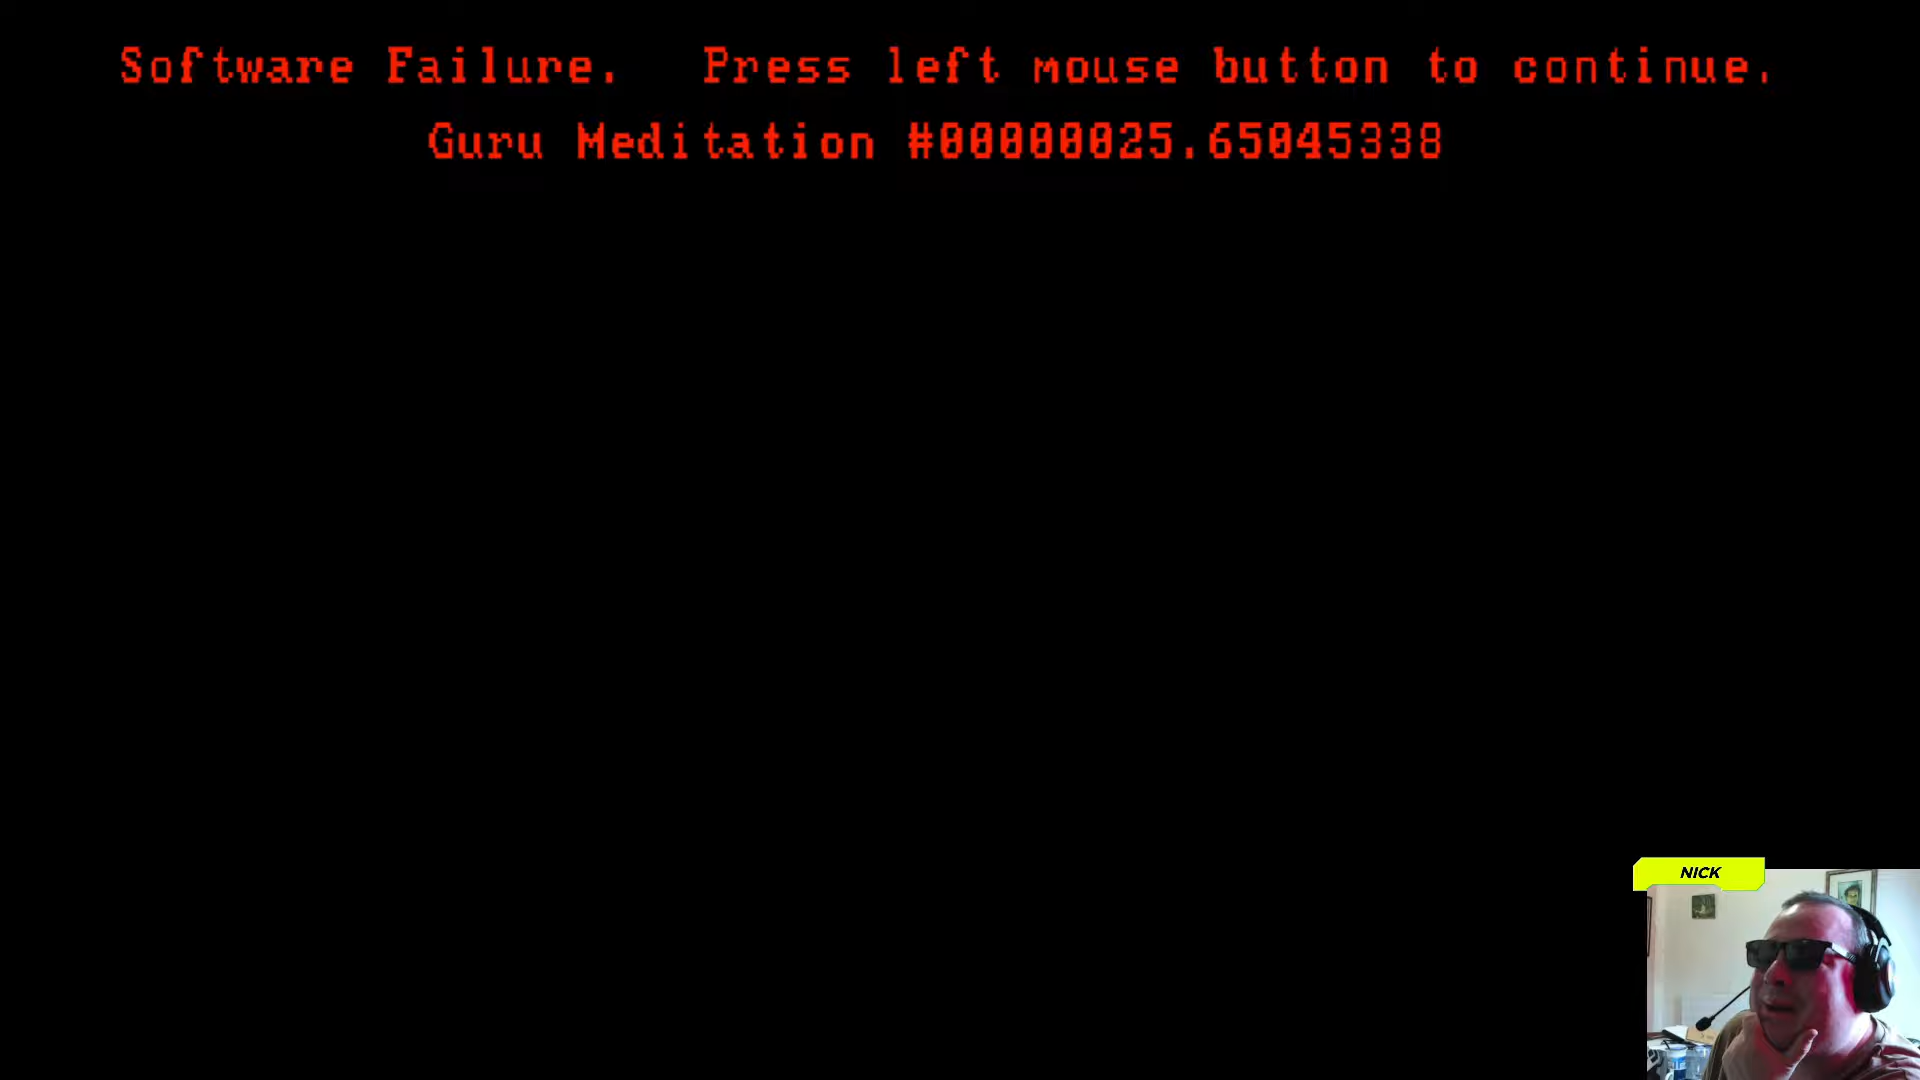 Software Failure.  Press left mouse button to continue.
Guru Meditation #00000025.65045338
NICK